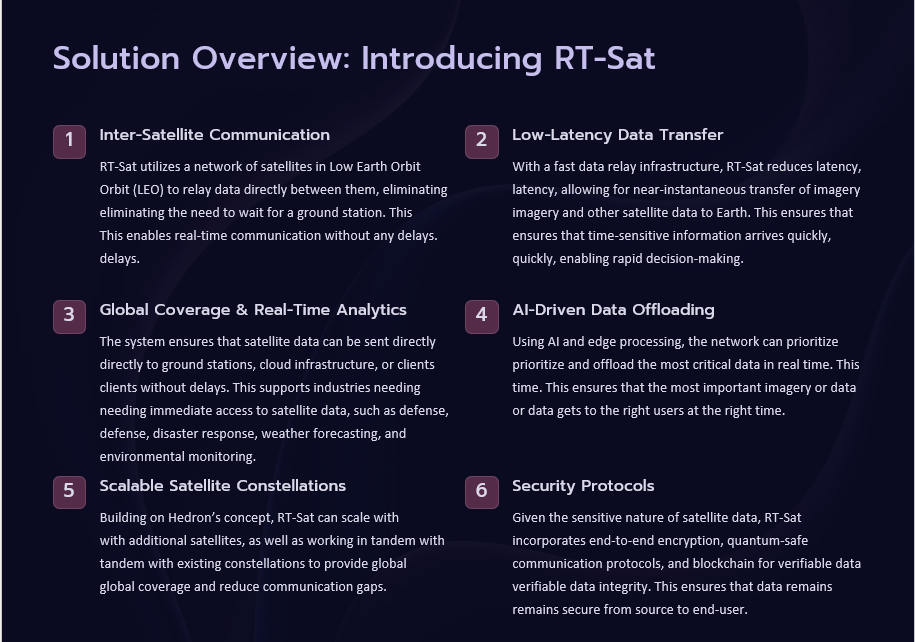 Solution Overview: Introducing RT-Sat
1
Inter-Satellite Communication
RT-Sat utilizes a network of satellites in Low Earth Orbit
Orbit (LEO) to relay data directly between them, eliminating
eliminating the need to wait for a ground station. This
This enables real-time communication without any delays.
delays.
2
Low-Latency Data Transfer
With a fast data relay infrastructure, RT-Sat reduces latency,
latency, allowing for near-instantaneous transfer of imagery
imagery and other satellite data to Earth. This ensures that
ensures that time-sensitive information arrives quickly,
quickly, enabling rapid decision-making.
3
Global Coverage & Real-Time Analytics
The system ensures that satellite data can be sent directly
directly to ground stations, cloud infrastructure, or clients
clients without delays. This supports industries needing
needing immediate access to satellite data, such as defense,
defense, disaster response, weather forecasting, and
environmental monitoring.
4
AI-Driven Data Offloading
Using AI and edge processing, the network can prioritize
prioritize and offload the most critical data in real time. This
time. This ensures that the most important imagery or data
or data gets to the right users at the right time.
5
Scalable Satellite Constellations
Building on Hedron’s concept, RT-Sat can scale with
with additional satellites, as well as working in tandem with
tandem with existing constellations to provide global
global coverage and reduce communication gaps.
6
Security Protocols
Given the sensitive nature of satellite data, RT-Sat
incorporates end-to-end encryption, quantum-safe
communication protocols, and blockchain for verifiable data
verifiable data integrity. This ensures that data remains
remains secure from source to end-user.